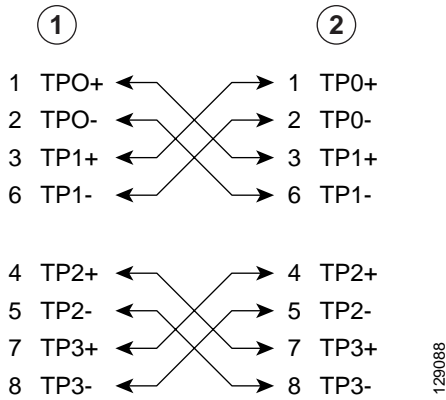 1 2
1 TPO+ 1 TP0+
2 TPO- 2 TP0-
3 TP1+ 3 TP1+
6 TP1- 6 TP1-
4 TP2+ 4 TP2+
5 TP2- 5 TP2-
7 TP3+ 7 TP3+
8 TP3- 8 TP3-
129088